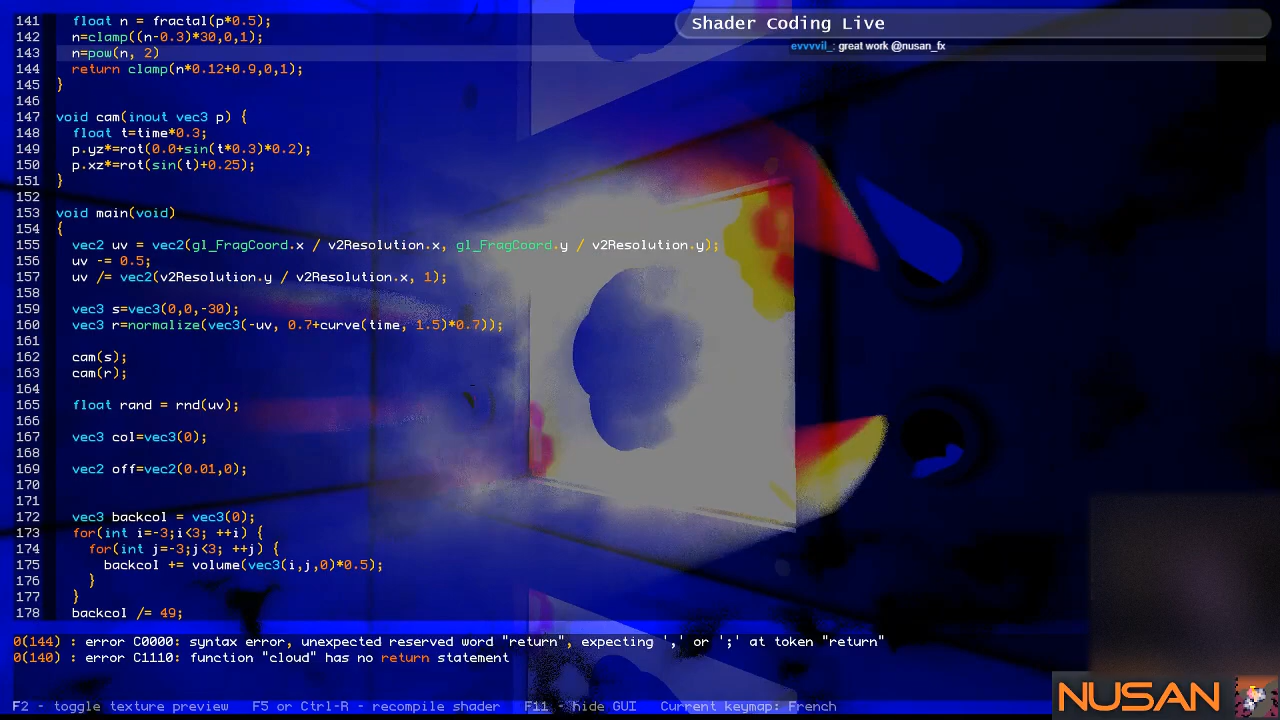 Shader Coding Live
evvvvil_: great work @nusan_fx
141 float n = fractal(p*0.5);
142 n=clamp((n-0.3)*30,0,1);
143 n=pow(n, 2)
144 return clamp(n*0.12+0.9,0,1);
145 }
146
147 void cam(inout vec3 p) {
148 float t=time*0.3;
149 p.yz*=rot(0.0+sin(t*0.3)*0.2);
150 p.xz*=rot(sin(t)+0.25);
151 }
152
153 void main(void)
154 {
155 vec2 uv = vec2(gl_FragCoord.x / v2Resolution.x, gl_FragCoord.y / v2Resolution.y);
156 uv -= 0.5;
157 uv /= vec2(v2Resolution.y / v2Resolution.x, 1);
158
159 vec3 s=vec3(0,0,-30);
160 vec3 r=normalize(vec3(-uv, 0.7+curve(time, 1.5)*0.7));
161
162 cam(s);
163 cam(r);
164
165 float rand = rnd(uv);
166
167 vec3 col=vec3(0);
168
169 vec2 off=vec2(0.01,0);
170
171
172 vec3 backcol = vec3(0);
173 for(int i=-3;i<3; ++i) {
174 for(int j=-3;j<3; ++j) {
175 backcol += volume(vec3(i,j,0)*0.5);
176 }
177 }
178 backcol /= 49;
0(144) : error C0000: syntax error, unexpected reserved word "return", expecting ',' or ';' at token "return"
0(140) : error C1110: function "cloud" has no return statement
F2 - toggle texture preview F5 or Ctrl-R - recompile shader F11 - hide GUI Current keymap: French
NUSAN